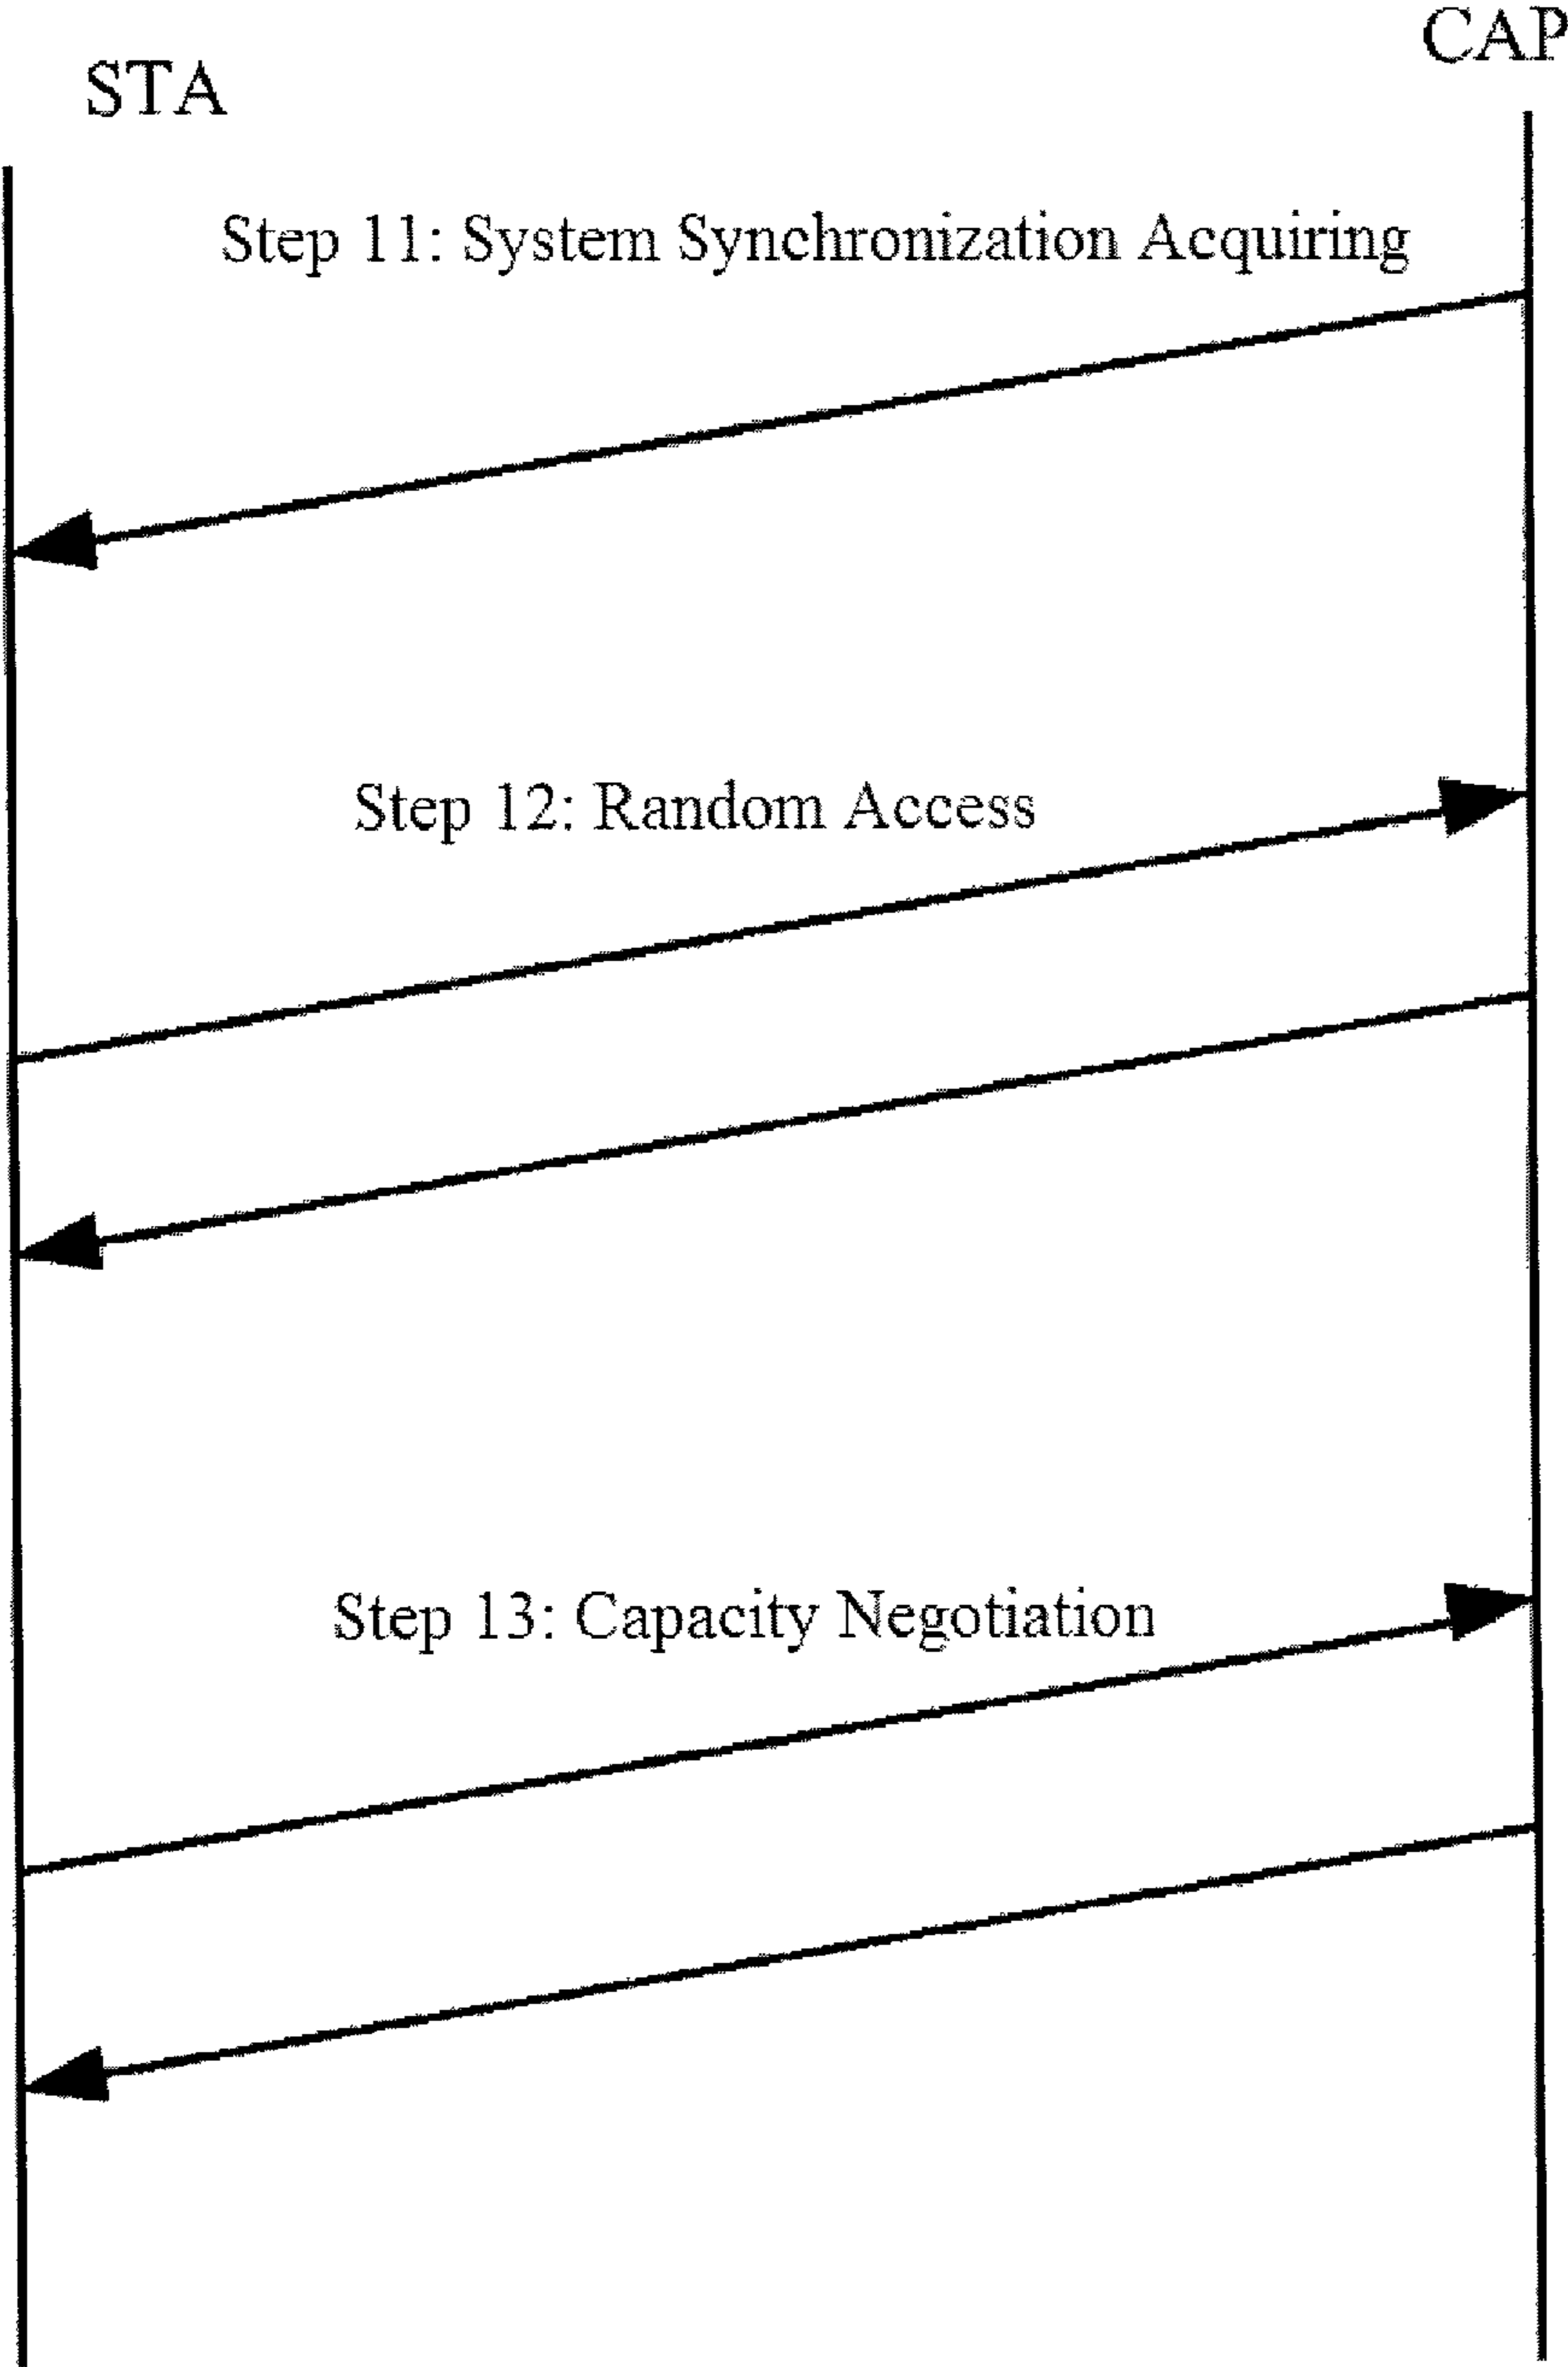 CAP
STA
Step 11: System Synchronization Acquiring
Step 12: Random Access
Step 13: Capacity Negotiation